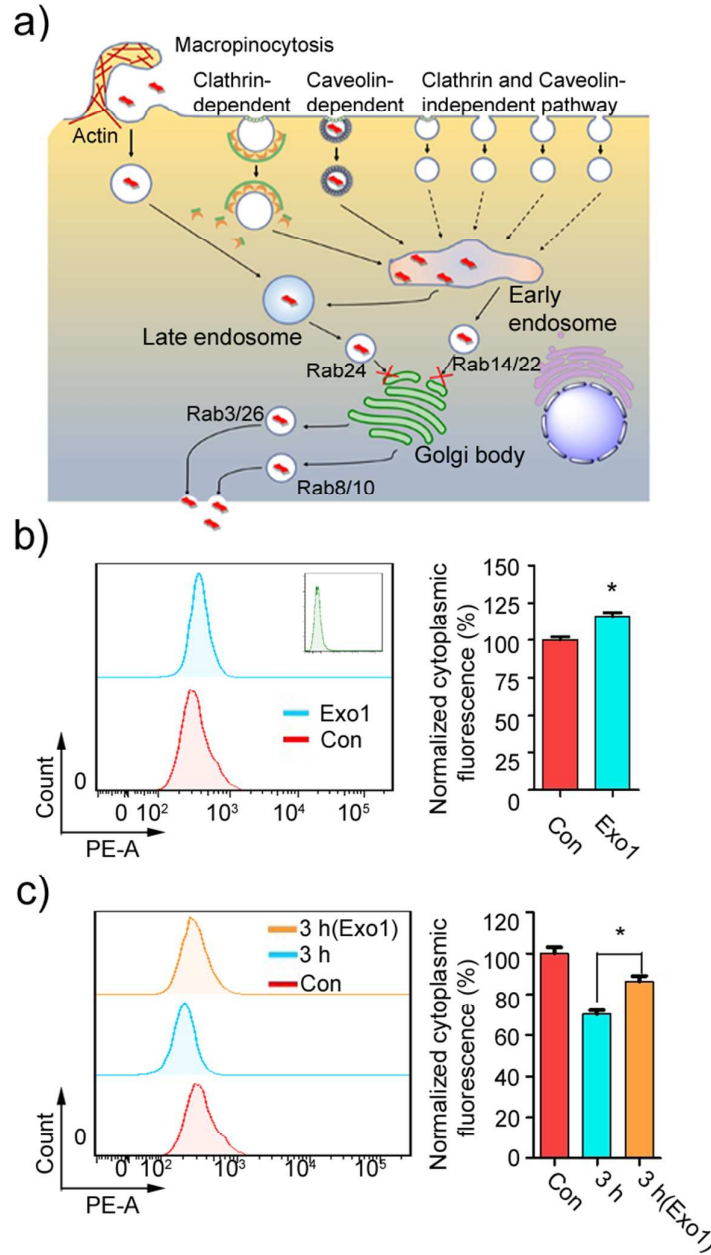 a)
Macropinocytosis
Clathrin-
dependent
Caveolin-
dependent
Clathrin and Caveolin-
independent pathway
Actin
Late endosome
Early
endosome
Rab24
Rab14/22
Rab3/26
Golgi body
Rab8/10
b)
Exo1
Con
Count
0
0 10² 10³ 10⁴ 10⁵
PE-A
Normalized cytoplasmic
fluorescence (%)
150
125
100
75
50
25
0
Con
Exo1
*
c)
3 h(Exo1)
3 h
Con
Count
0
0 10² 10³ 10⁴ 10⁵
PE-A
Normalized cytoplasmic
fluorescence (%)
120
100
80
60
40
20
0
Con
3 h
3 h(Exo1)
*